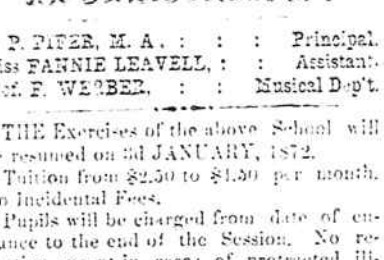 P. PIFER, M. A., : : : Principal.
iss FANNIE LEAVELL, : : Assistant.
of. F. WEBBER, : : Musical Dep't.
THE Exercises of the above School will
resumed on 3d JANUARY, 1872.
Tuition from $2.50 to $4.50 per month.
o Incidental Fees.
Pupils will be charged from date of en-
ance to the end of the Session. No re-